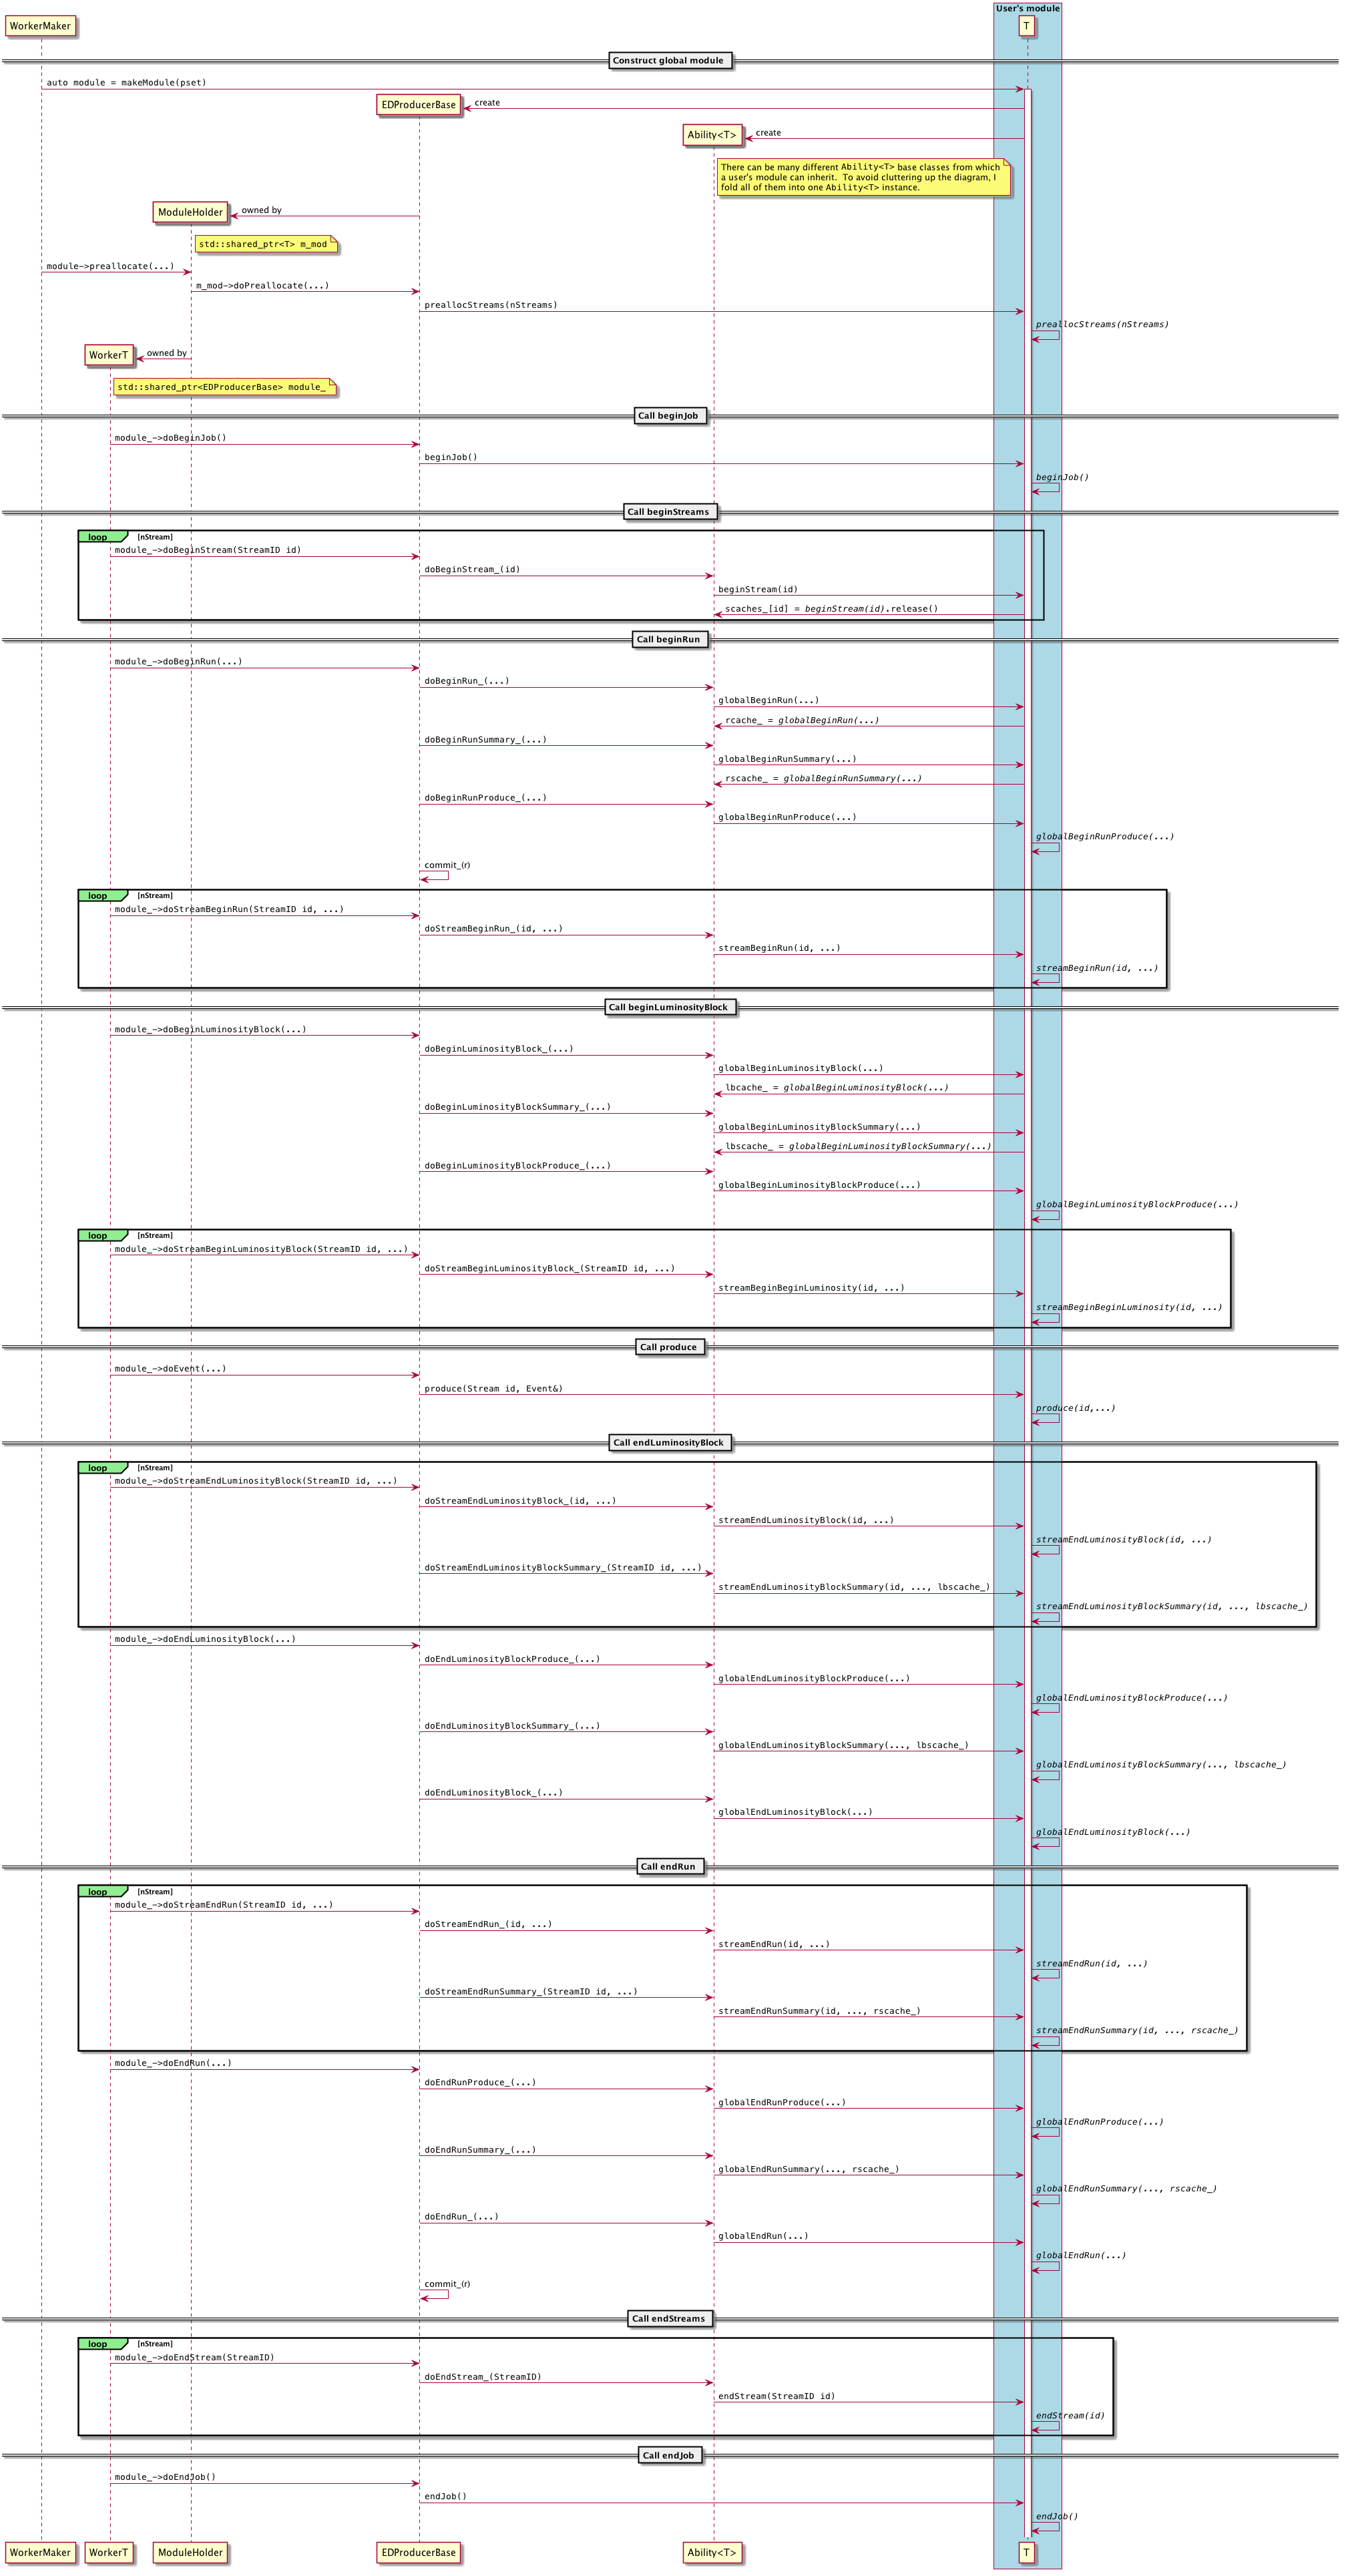 User's module
WorkerMaker
T
Construct global module
auto module = makeModule(pset)
EDProducerBase
create
Ability<T>
create
There can be many different Ability<T> base classes from which
a user's module can inherit.  To avoid cluttering up the diagram, I
fold all of them into one Ability<T> instance.
ModuleHolder
owned by
std::shared_ptr<T> m_mod
module->preallocate(...)
m_mod->doPreallocate(...)
preallocStreams(nStreams)
preallocStreams(nStreams)
WorkerT
owned by
std::shared_ptr<EDProducerBase> module_
Call beginJob
module_->doBeginJob()
beginJob()
beginJob()
Call beginStreams
loop [nStream]
module_->doBeginStream(StreamID id)
doBeginStream_(id)
beginStream(id)
scaches_[id] = beginStream(id).release()
Call beginRun
module_->doBeginRun(...)
doBeginRun_(...)
globalBeginRun(...)
rcache_ = globalBeginRun(...)
doBeginRunSummary_(...)
globalBeginRunSummary(...)
rscache_ = globalBeginRunSummary(...)
doBeginRunProduce_(...)
globalBeginRunProduce(...)
globalBeginRunProduce(...)
commit_(r)
loop [nStream]
module_->doStreamBeginRun(StreamID id, ...)
doStreamBeginRun_(id, ...)
streamBeginRun(id, ...)
streamBeginRun(id, ...)
Call beginLuminosityBlock
module_->doBeginLuminosityBlock(...)
doBeginLuminosityBlock_(...)
globalBeginLuminosityBlock(...)
lbcache_ = globalBeginLuminosityBlock(...)
doBeginLuminosityBlockSummary_(...)
globalBeginLuminosityBlockSummary(...)
lbscache_ = globalBeginLuminosityBlockSummary(...)
doBeginLuminosityBlockProduce_(...)
globalBeginLuminosityBlockProduce(...)
globalBeginLuminosityBlockProduce(...)
loop [nStream]
module_->doStreamBeginLuminosityBlock(StreamID id, ...)
doStreamBeginLuminosityBlock_(StreamID id, ...)
streamBeginBeginLuminosity(id, ...)
streamBeginBeginLuminosity(id, ...)
Call produce
module_->doEvent(...)
produce(Stream id, Event&)
produce(id,...)
Call endLuminosityBlock
loop [nStream]
module_->doStreamEndLuminosityBlock(StreamID id, ...)
doStreamEndLuminosityBlock_(id, ...)
streamEndLuminosityBlock(id, ...)
streamEndLuminosityBlock(id, ...)
doStreamEndLuminosityBlockSummary_(StreamID id, ...)
streamEndLuminosityBlockSummary(id, ..., lbscache_)
streamEndLuminosityBlockSummary(id, ..., lbscache_)
module_->doEndLuminosityBlock(...)
doEndLuminosityBlockProduce_(...)
globalEndLuminosityBlockProduce(...)
globalEndLuminosityBlockProduce(...)
doEndLuminosityBlockSummary_(...)
globalEndLuminosityBlockSummary(..., lbscache_)
globalEndLuminosityBlockSummary(..., lbscache_)
doEndLuminosityBlock_(...)
globalEndLuminosityBlock(...)
globalEndLuminosityBlock(...)
Call endRun
loop [nStream]
module_->doStreamEndRun(StreamID id, ...)
doStreamEndRun_(id, ...)
streamEndRun(id, ...)
streamEndRun(id, ...)
doStreamEndRunSummary_(StreamID id, ...)
streamEndRunSummary(id, ..., rscache_)
streamEndRunSummary(id, ..., rscache_)
module_->doEndRun(...)
doEndRunProduce_(...)
globalEndRunProduce(...)
globalEndRunProduce(...)
doEndRunSummary_(...)
globalEndRunSummary(..., rscache_)
globalEndRunSummary(..., rscache_)
doEndRun_(...)
globalEndRun(...)
globalEndRun(...)
commit_(r)
Call endStreams
loop [nStream]
module_->doEndStream(StreamID)
doEndStream_(StreamID)
endStream(StreamID id)
endStream(id)
Call endJob
module_->doEndJob()
endJob()
endJob()
WorkerMaker WorkerT ModuleHolder EDProducerBase Ability<T> T